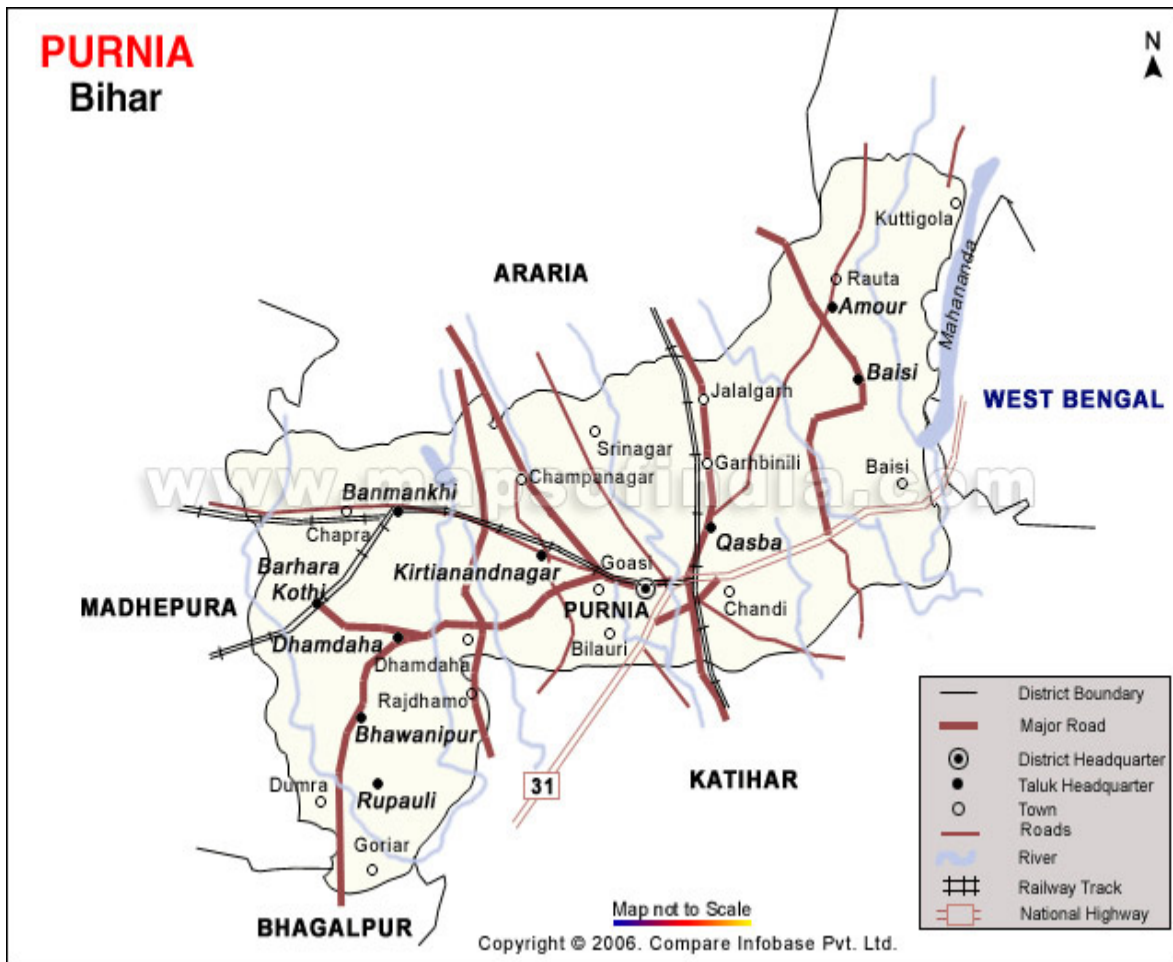 PURNIA
Bihar
N
Kuttigola
ARARIA
Rauta
Amour
Mahananda
Baisi
Jalalgarh
WEST BENGAL
Srinagar
Garhbinili
Baisi
Champanagar
www.mapsofindia.com
Banmankhi
Chapra
Qasba
Barhara
Kothi
Kirtianandnagar
Goasi
MADHEPURA
PURNIA
Chandi
Dhamdaha
Bilauri
Dhamdaha
Rajdhamo
Bhawanipur
31
KATIHAR
Dumra
Rupauli
Goriar
BHAGALPUR
District Boundary
Major Road
District Headquarter
Taluk Headquarter
Town
Roads
River
Railway Track
National Highway
Map not to Scale
Copyright © 2006. Compare Infobase Pvt. Ltd.